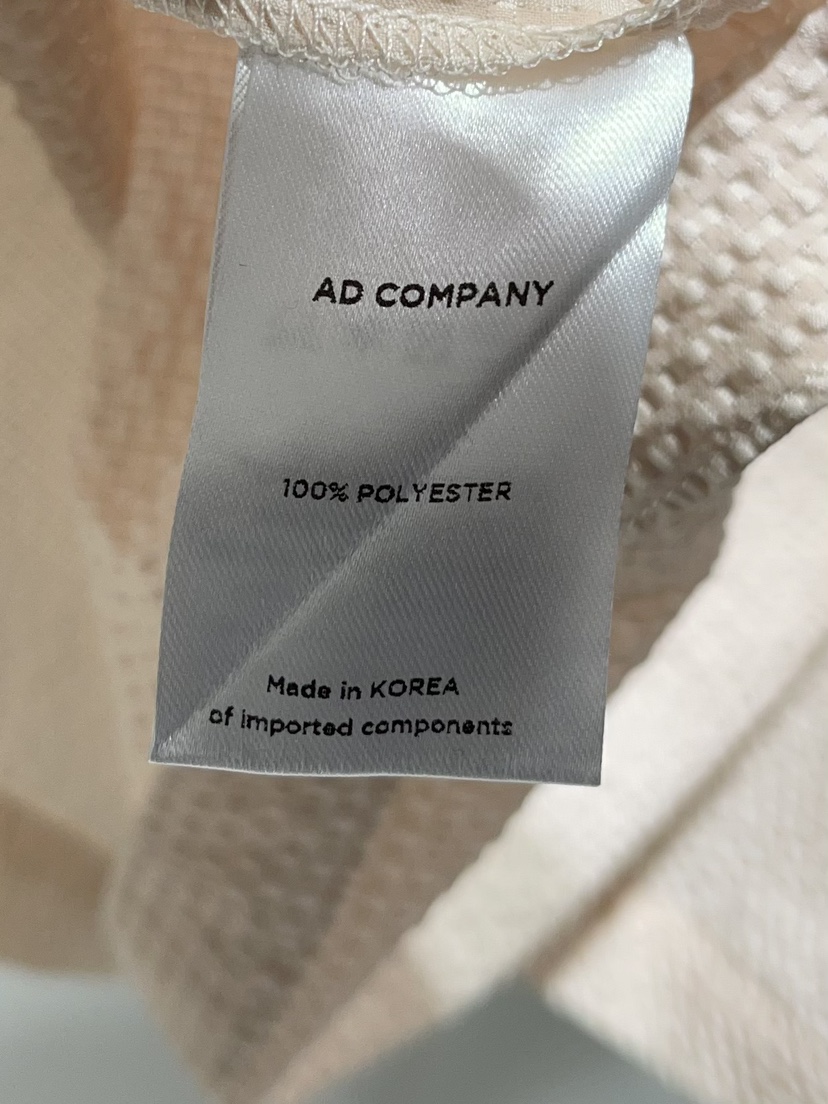 AD COMPANY
100% POLYESTER
Made in KOREA
of imported components